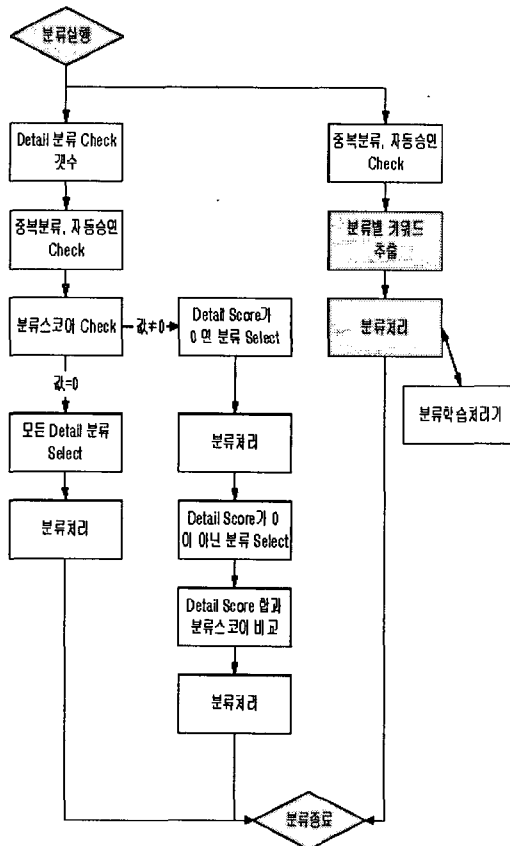 분류실행
Detail 분류 Check
갯수
중복분류, 자동승인
Check
분류스코어 Check
값≠0
값=0
모든 Detail 분류
Select
분류처리
Detail Score가
0 면 분류 Select
분류처리
Detail Score가 0
이 아닌 분류 Select
Detail Score 합과
분류스코어 비교
분류처리
중복분류, 자동승인
Check
분류별 키워드
추출
분류처리
분류학습처리기
분류종료